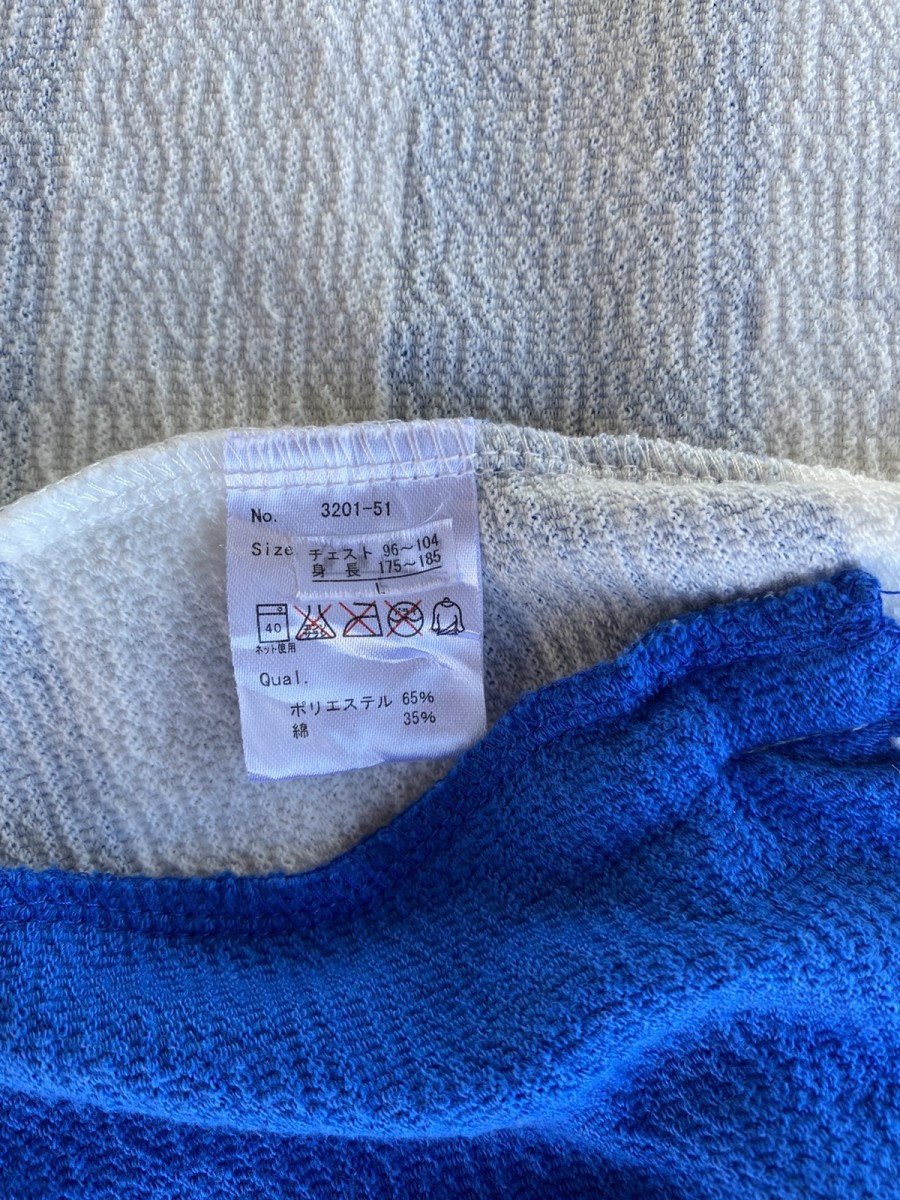 No. 3201-51
Size. チェスト 96～104
身 長 175～185
L
40
ネット使用
Qual.
ポリエステル 65%
綿 35%